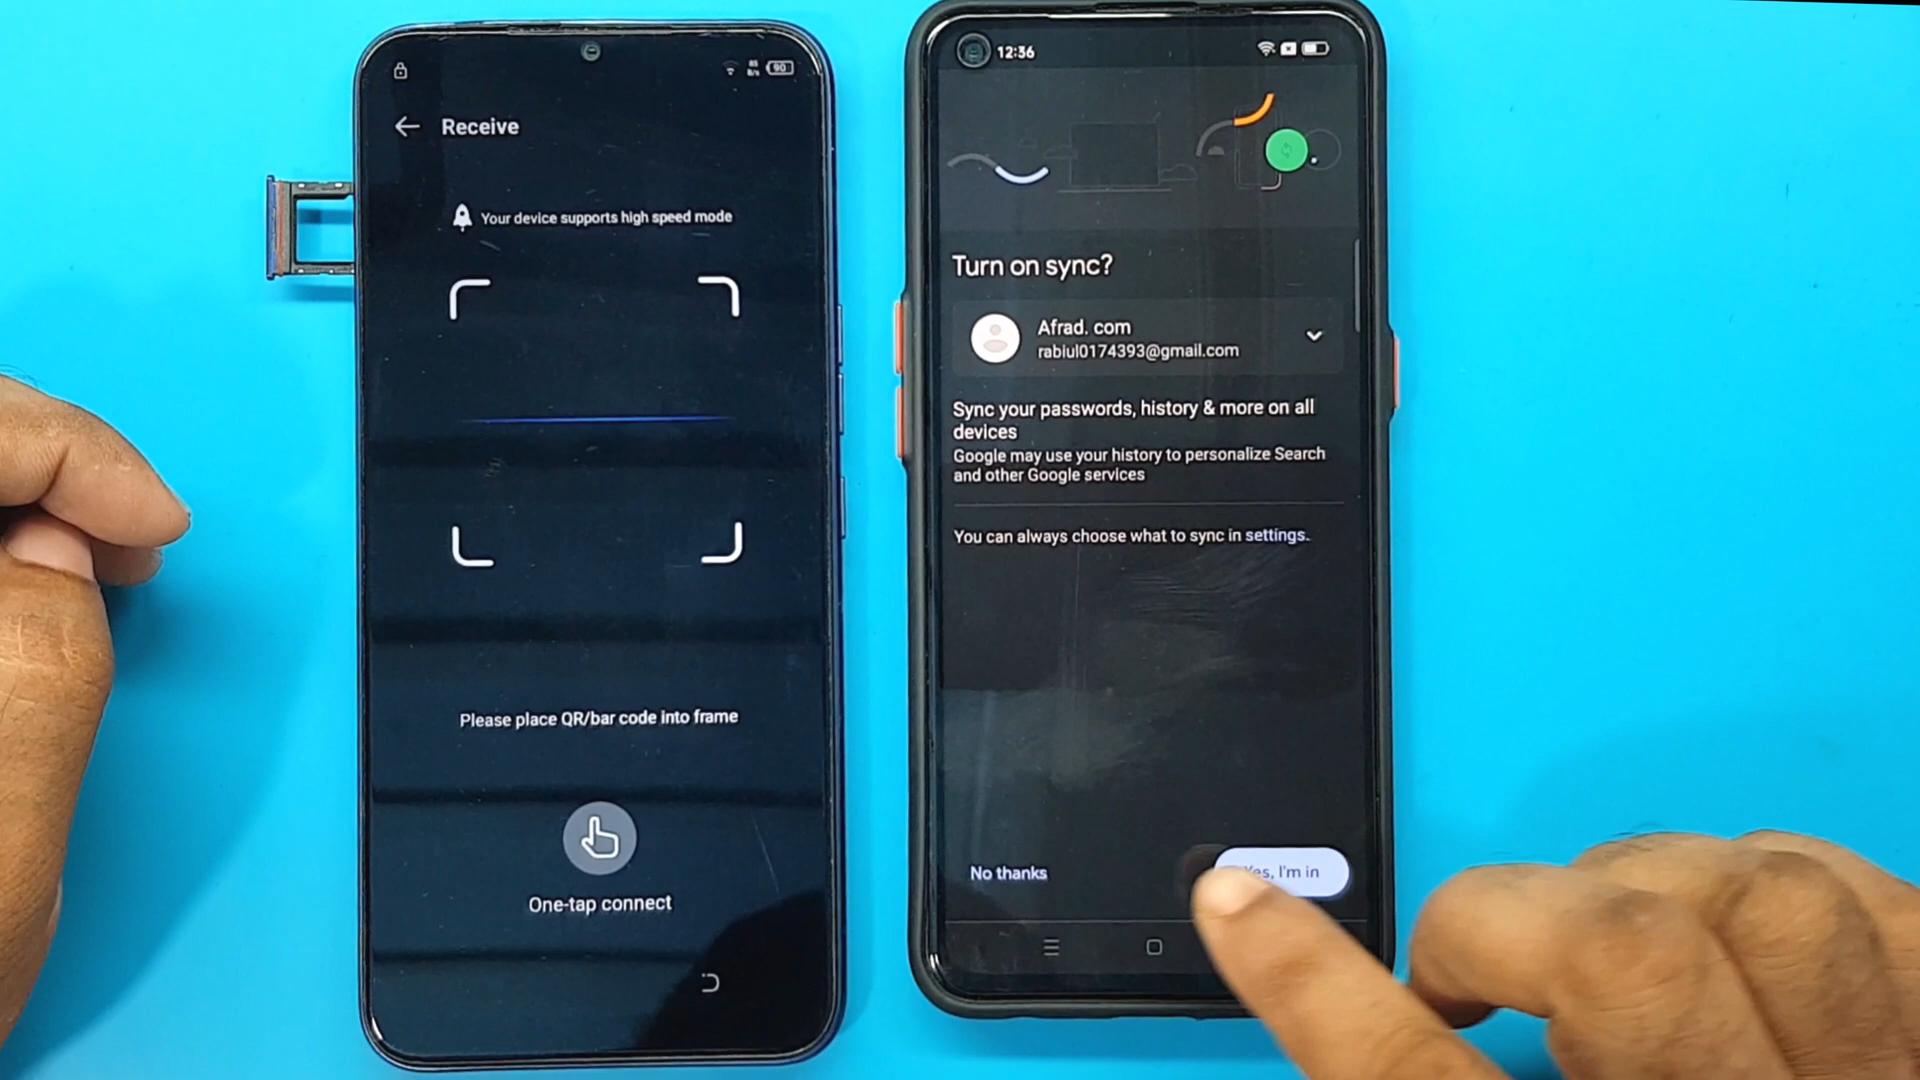 90
Receive
Your device supports high speed mode
Please place QR/bar code into frame
One-tap connect
12:36
Turn on sync?
Afrad. com
rabiul0174393@gmail.com
Sync your passwords, history & more on all
devices
Google may use your history to personalize Search
and other Google services
You can always choose what to sync in settings.
No thanks
Yes, I'm in